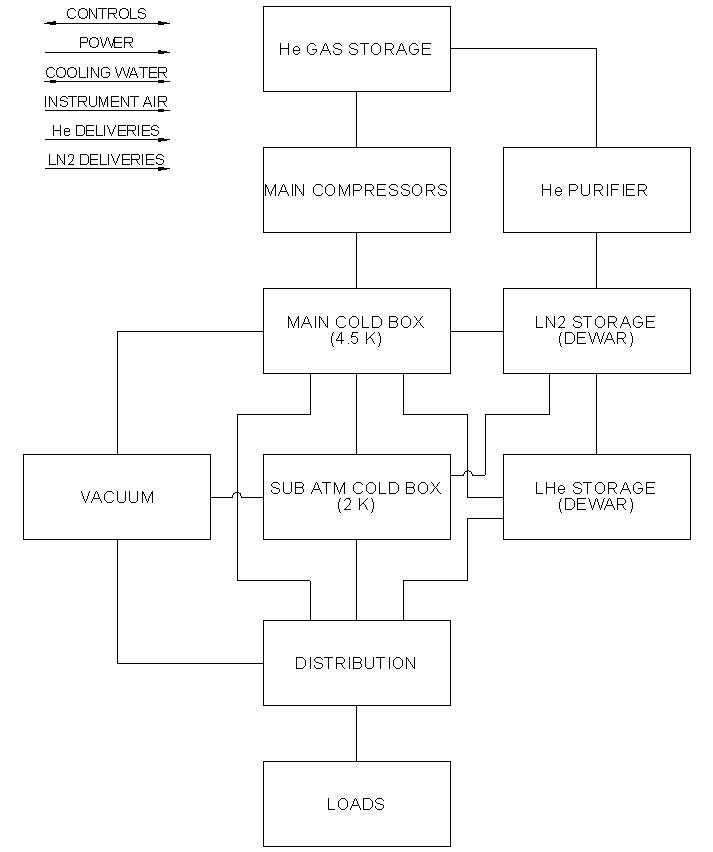 CONTROLS
POWER
COOLING WATER
INSTRUMENT AIR
He DELIVERIES
LN2 DELIVERIES
He GAS STORAGE
MAIN COMPRESSORS
He PURIFIER
MAIN COLD BOX
(4.5 K)
LN2 STORAGE
(DEWAR)
VACUUM
SUB ATM COLD BOX
(2 K)
LHe STORAGE
(DEWAR)
DISTRIBUTION
LOADS